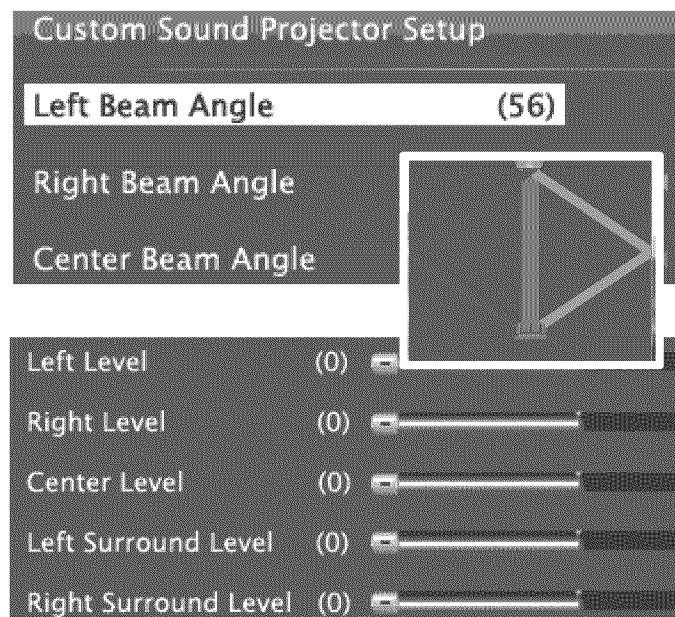 Custom Sound Projector Setup
Left Beam Angle (56)
Right Beam Angle
Center Beam Angle
Left Level (0)
Right Level (0)
Center Level (0)
Left Surround Level (0)
Right Surround Level (0)